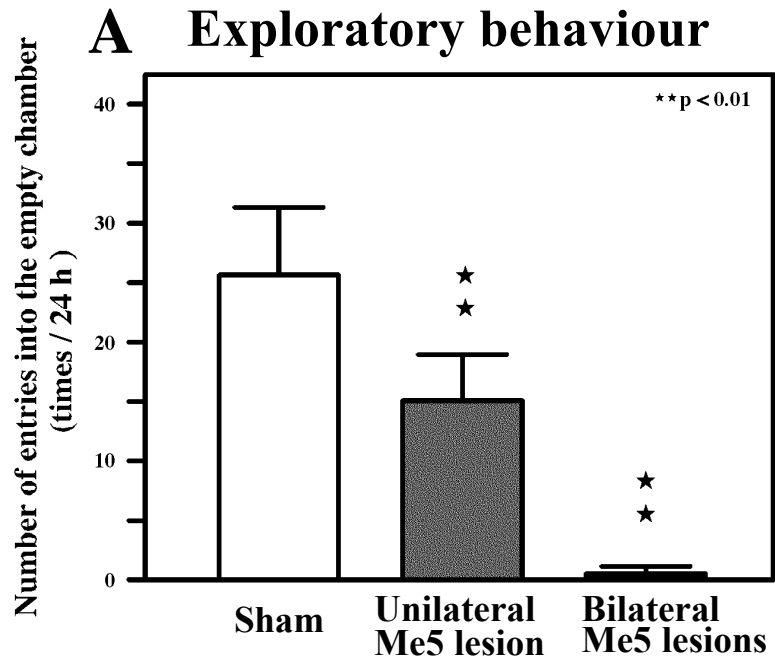 A Exploratory behaviour
★★p < 0.01
Number of entries into the empty chamber
(times / 24 h )
40
30
20
10
0
★
★
★
★
Sham
Unilateral
Me5 lesion
Bilateral
Me5 lesions